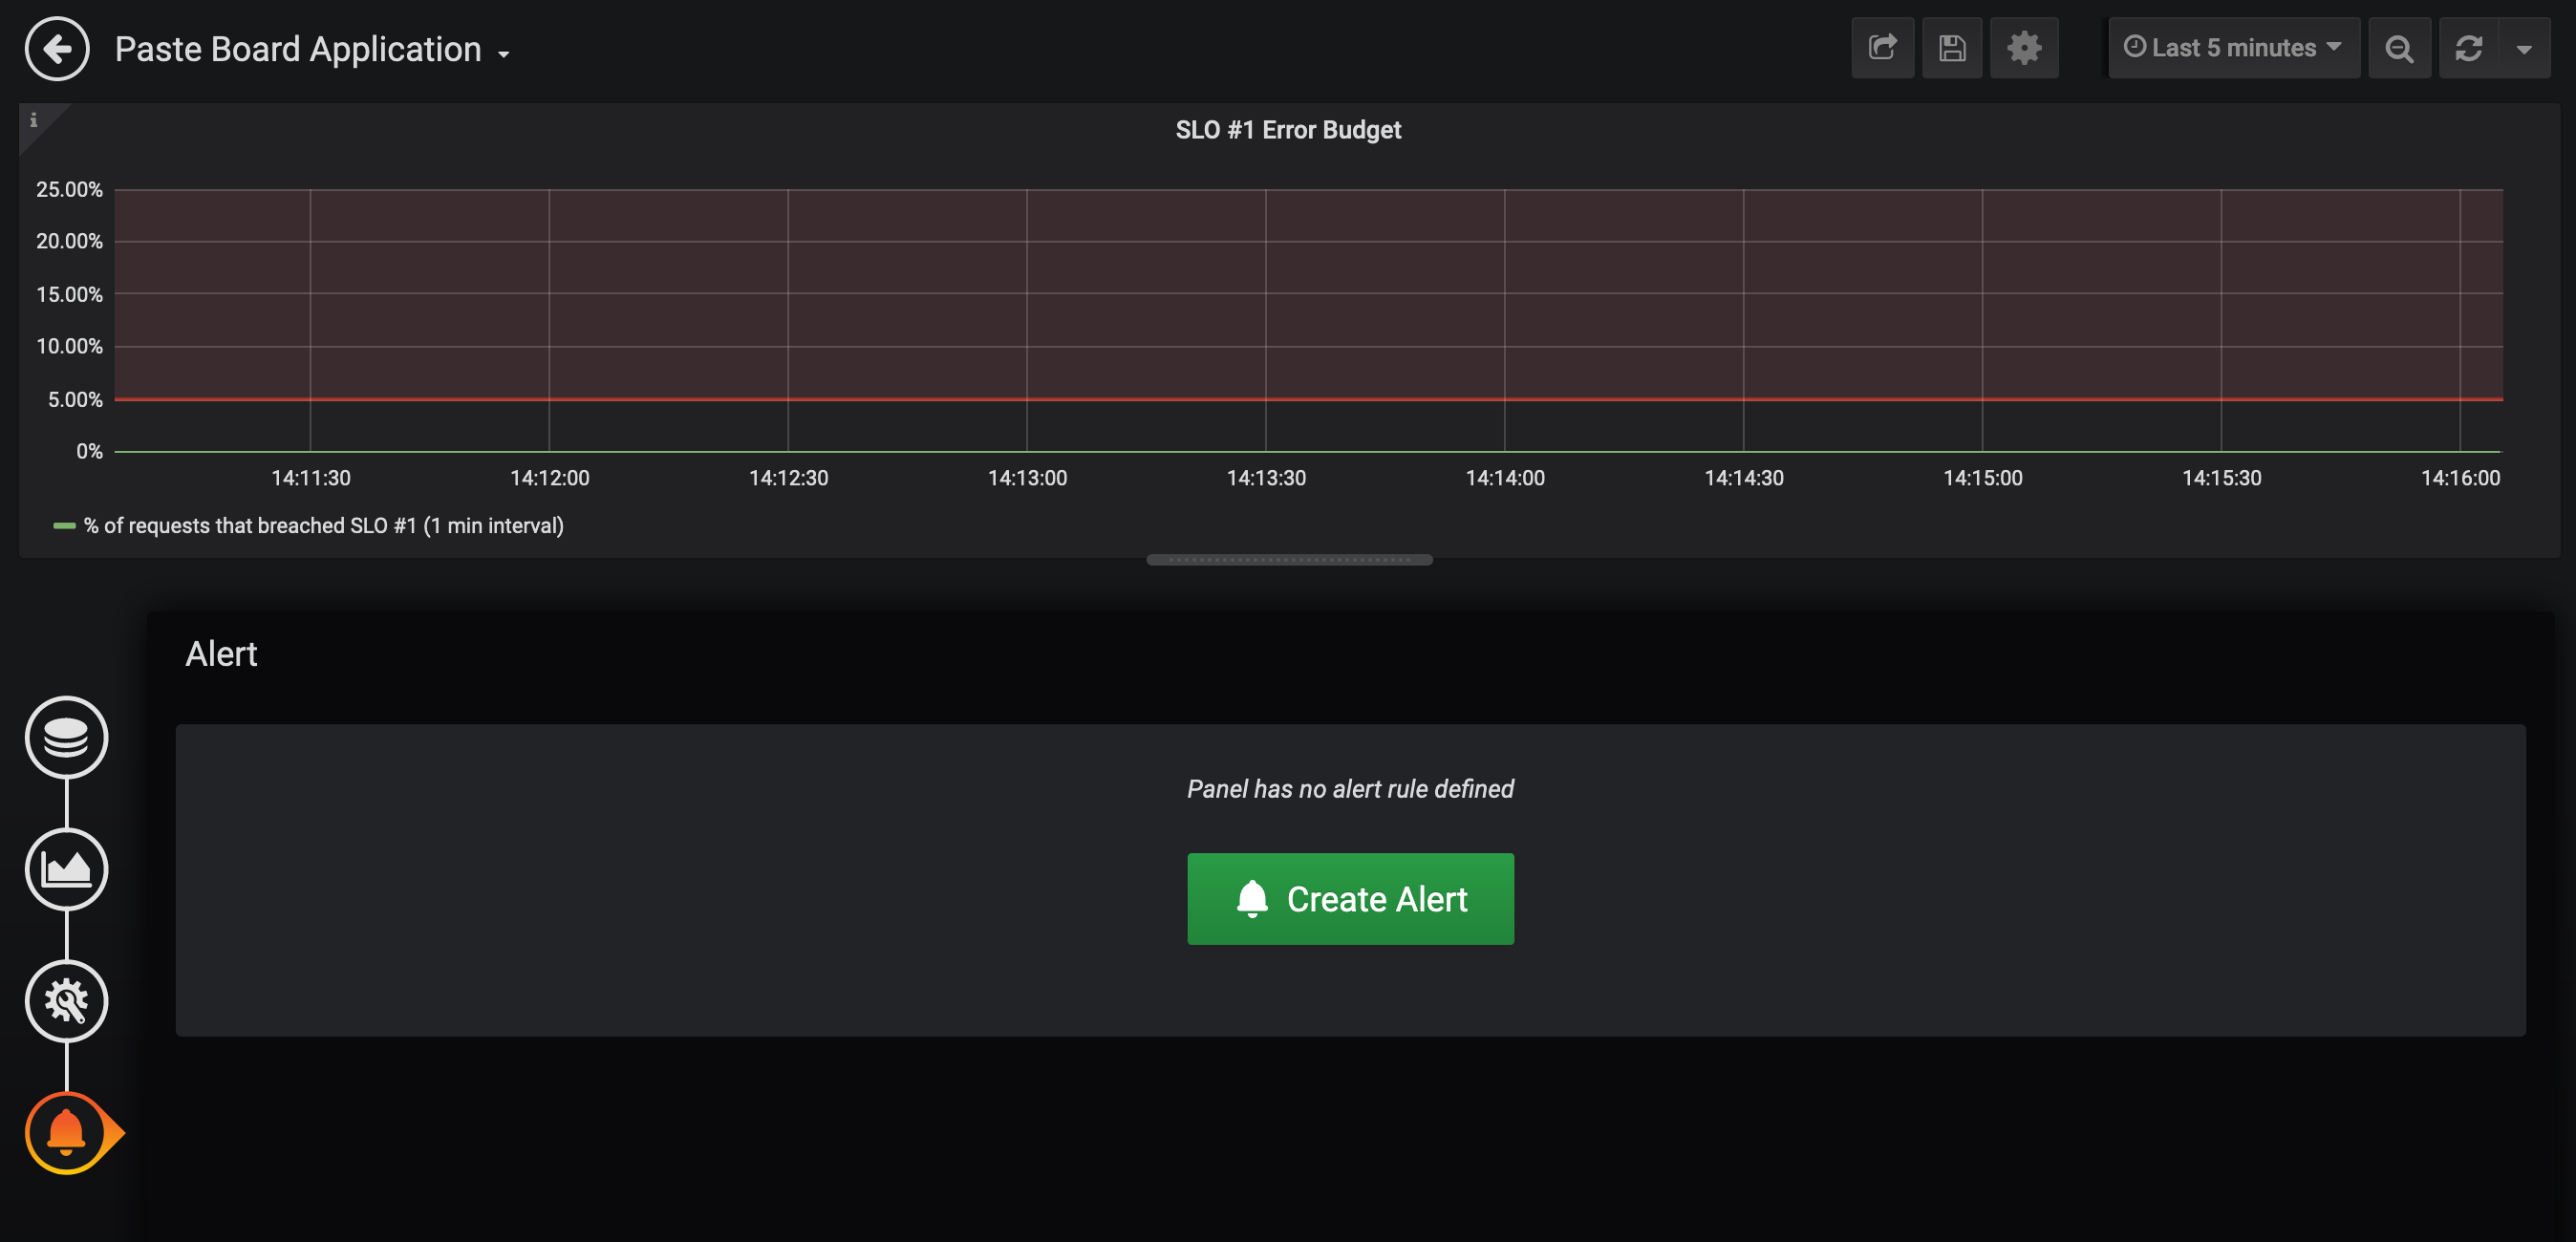 Paste Board Application
Last 5 minutes
i
SLO #1 Error Budget
25.00%
20.00%
15.00%
10.00%
5.00%
0%
14:11:30 14:12:00 14:12:30 14:13:00 14:13:30 14:14:00 14:14:30 14:15:00 14:15:30 14:16:00
% of requests that breached SLO #1 (1 min interval)
Alert
Panel has no alert rule defined
Create Alert